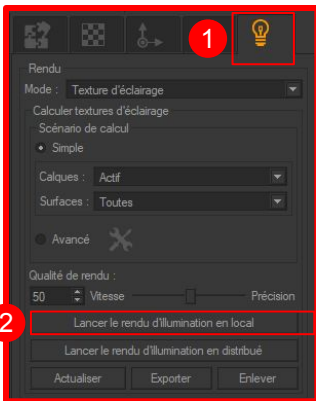 1
Rendu
Mode : Texture d'éclairage
Calculer textures d'éclairage
Scénario de calcul
Simple
Calques : Actif
Surfaces : Toutes
Avancé
Qualité de rendu :
50 Vitesse Précision
2 Lancer le rendu d'illumination en local
Lancer le rendu d'illumination en distribué
Actualiser Exporter Enlever